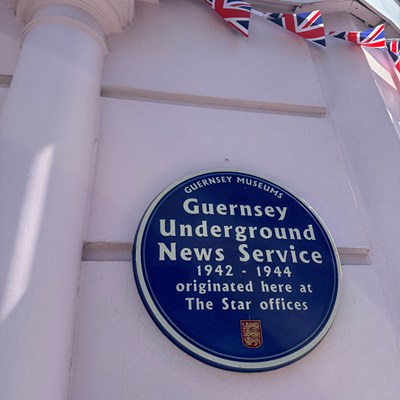 GUERNSEY MUSEUMS
Guernsey
Underground
News Service
1942 - 1944
originated here at
The Star offices